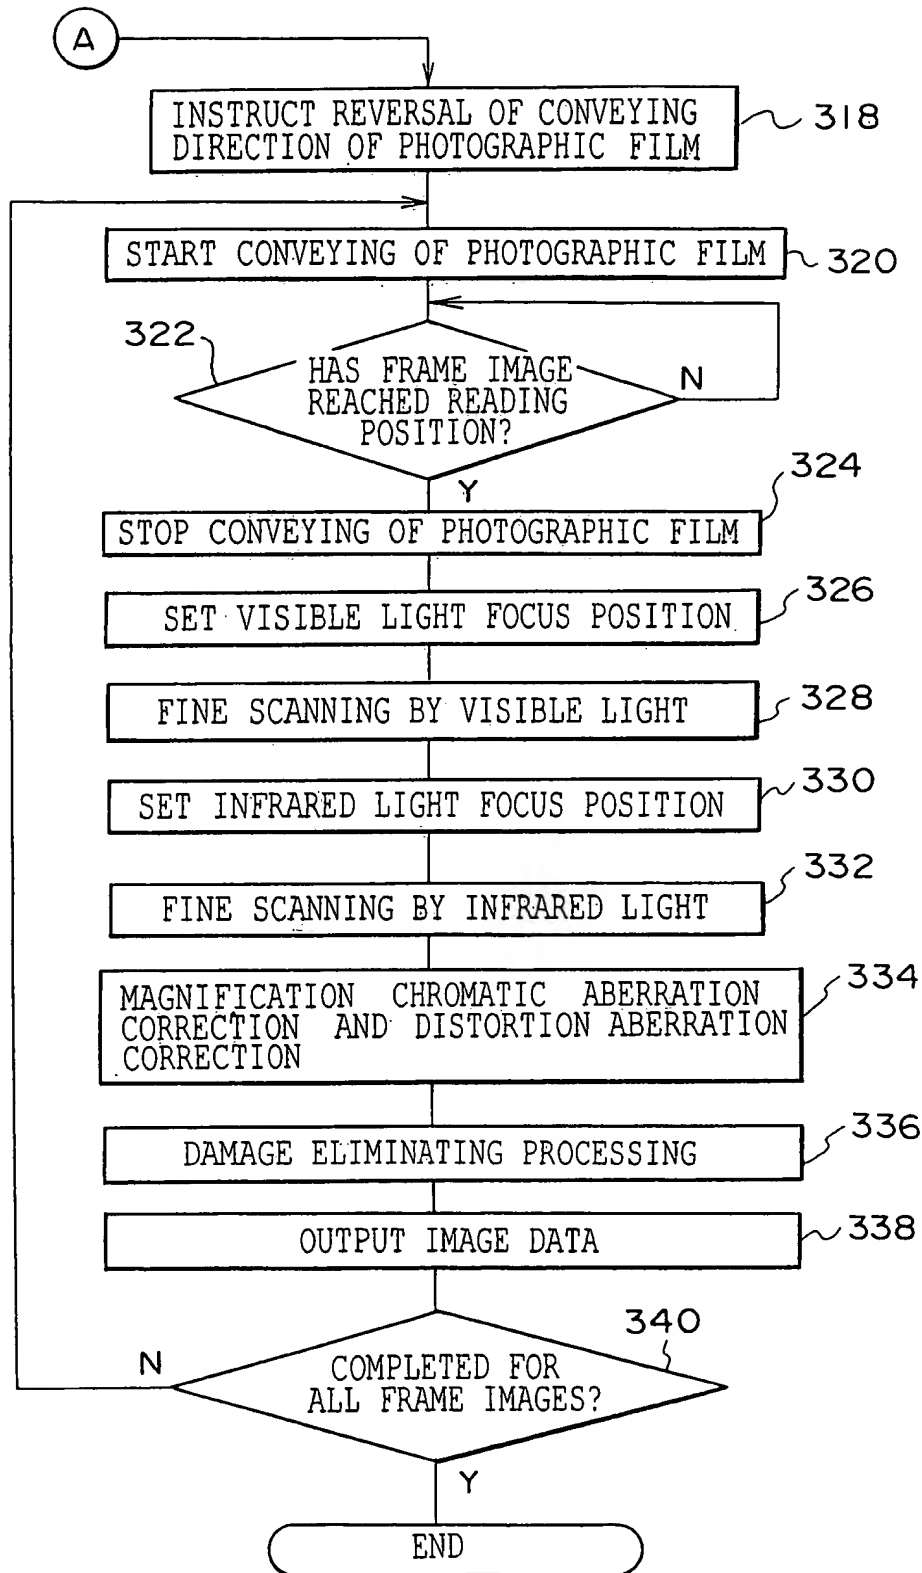 A
INSTRUCT REVERSAL OF CONVEYING
DIRECTION OF PHOTOGRAPHIC FILM
318
START CONVEYING OF PHOTOGRAPHIC FILM
320
322
HAS FRAME IMAGE
REACHED READING
POSITION?
N
Y
324
STOP CONVEYING OF PHOTOGRAPHIC FILM
326
SET VISIBLE LIGHT FOCUS POSITION
328
FINE SCANNING BY VISIBLE LIGHT
330
SET INFRARED LIGHT FOCUS POSITION
332
FINE SCANNING BY INFRARED LIGHT
334
MAGNIFICATION CHROMATIC ABERRATION
CORRECTION AND DISTORTION ABERRATION
CORRECTION
336
DAMAGE ELIMINATING PROCESSING
338
OUTPUT IMAGE DATA
340
N
COMPLETED FOR
ALL FRAME IMAGES?
Y
END